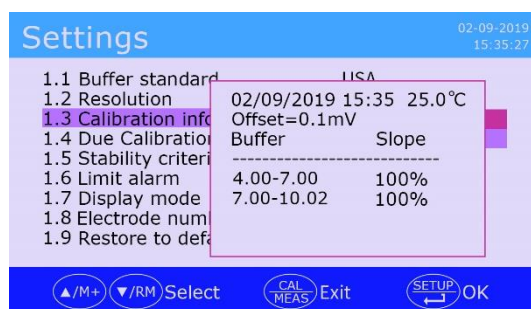 Settings
02-09-2019
15:35:27
1.1 Buffer standard USA
1.2 Resolution
1.3 Calibration info
1.4 Due Calibration
1.5 Stability criteri
1.6 Limit alarm
1.7 Display mode
1.8 Electrode num
1.9 Restore to defa
02/09/2019 15:35 25.0℃
Offset=0.1mV
Buffer Slope
----------------------------
4.00-7.00 100%
7.00-10.02 100%
▲/M+ ▼/RM Select CAL MEAS Exit SETUP OK